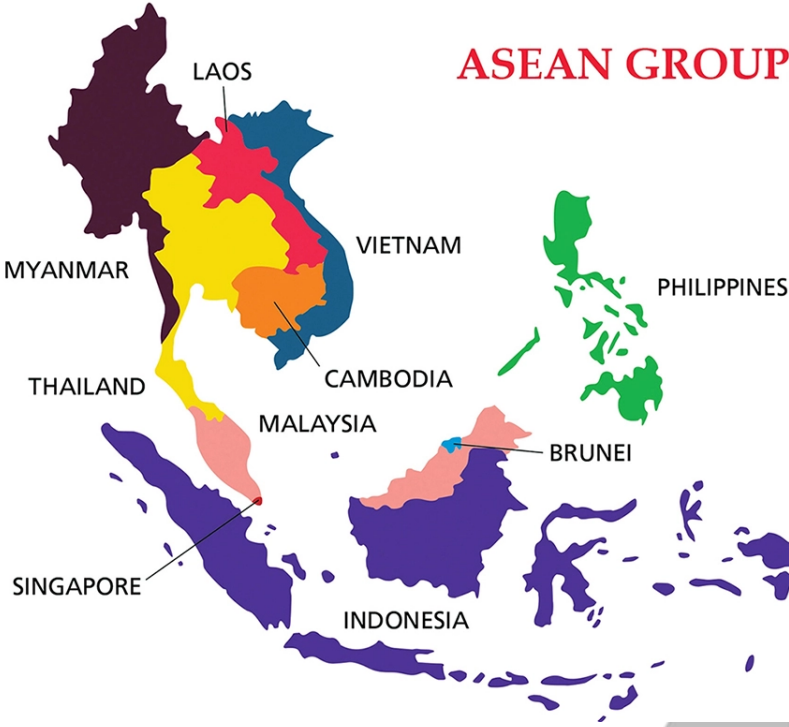 ASEAN GROUP
LAOS
VIETNAM
MYANMAR
PHILIPPINES
CAMBODIA
THAILAND
MALAYSIA
BRUNEI
SINGAPORE
INDONESIA